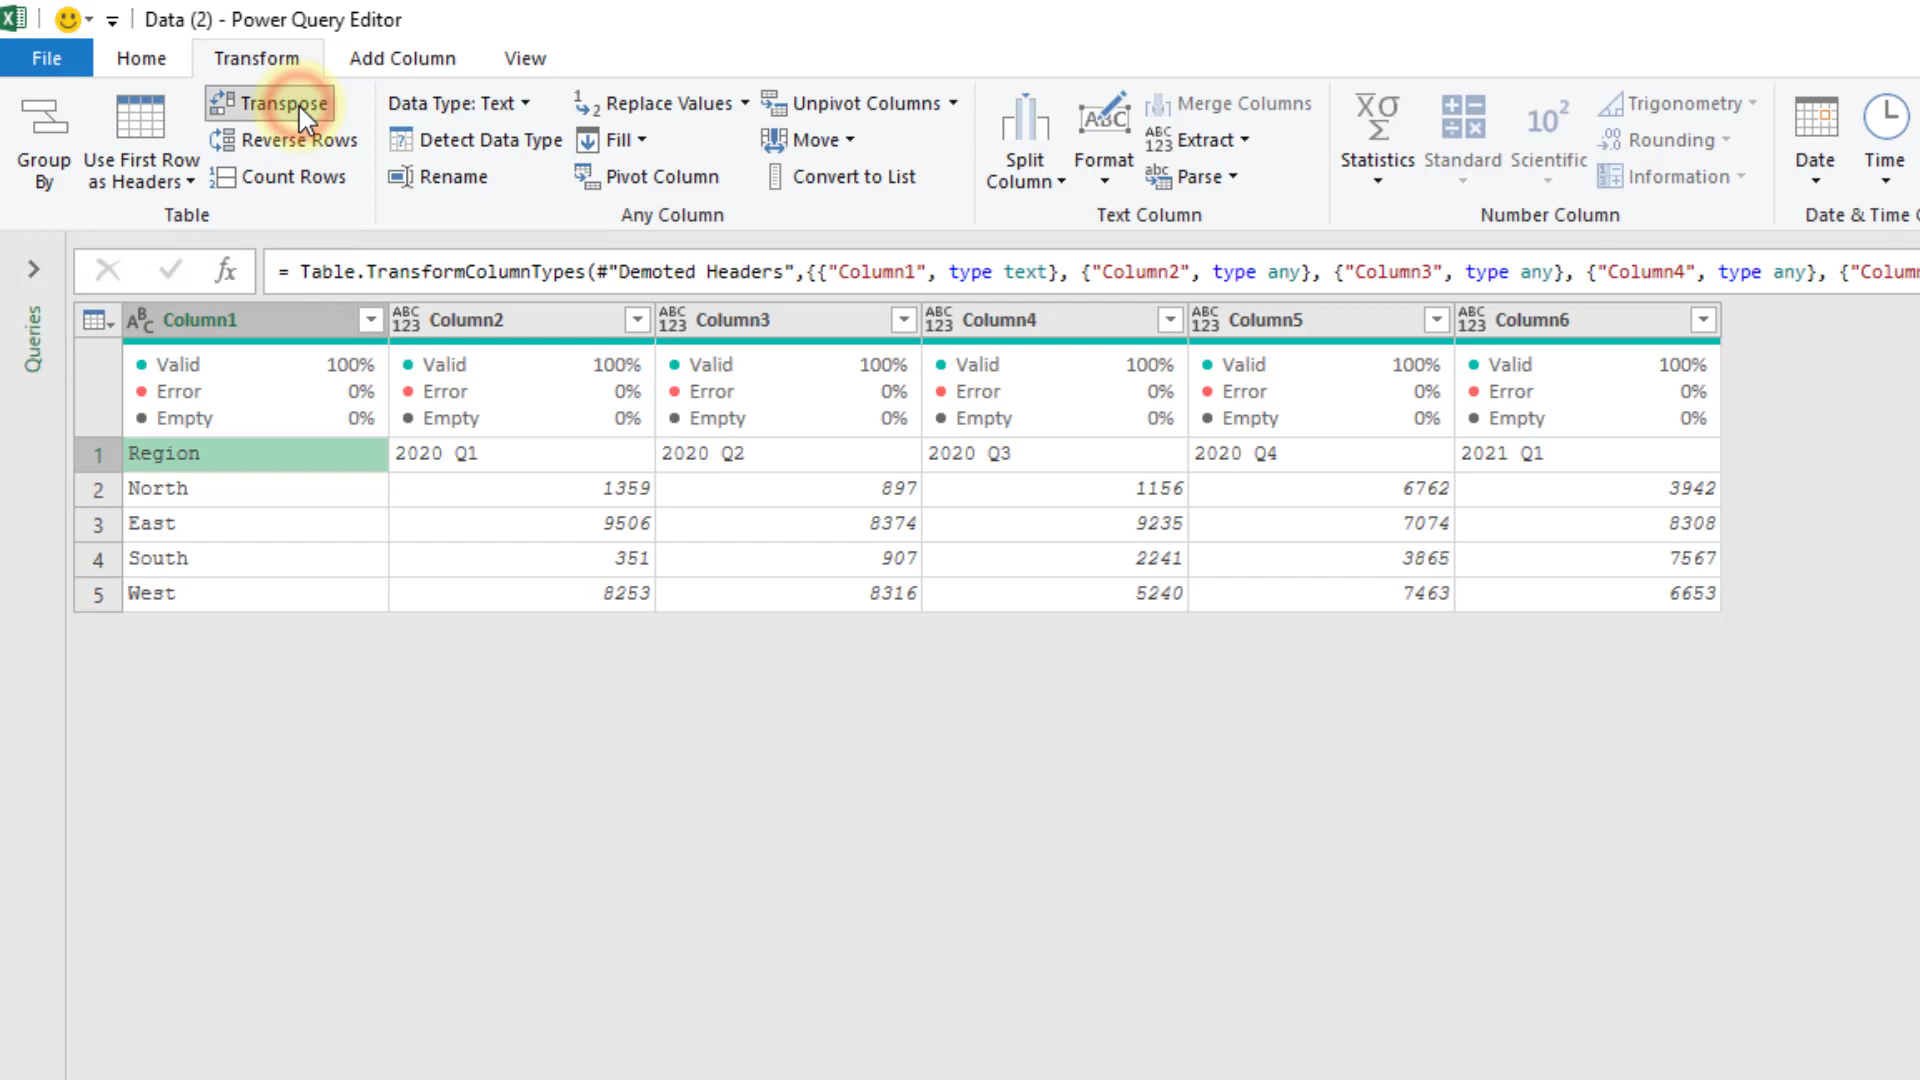 Data (2) - Power Query Editor
File Home Transform Add Column View
Transpose Data Type: Text Replace Values Unpivot Columns Merge Columns Trigonometry
Reverse Rows Detect Data Type Fill Move Extract Rounding
Group By Use First Row as Headers Count Rows Rename Pivot Column Convert to List Split Column Format Parse Statistics Standard Scientific Information Date Time
Table Any Column Text Column Number Column Date & Time
Queries
fx = Table.TransformColumnTypes(#"Demoted Headers",{{"Column1", type text}, {"Column2", type any}, {"Column3", type any}, {"Column4", type any}, {"Colum
Column1 Column2 Column3 Column4 Column5 Column6
Valid 100% Valid 100% Valid 100% Valid 100% Valid 100% Valid 100%
Error 0% Error 0% Error 0% Error 0% Error 0% Error 0%
Empty 0% Empty 0% Empty 0% Empty 0% Empty 0% Empty 0%
1 Region 2020 Q1 2020 Q2 2020 Q3 2020 Q4 2021 Q1
2 North 1359 897 1156 6762 3942
3 East 9506 8374 9235 7074 8308
4 South 351 907 2241 3865 7567
5 West 8253 8316 5240 7463 6653